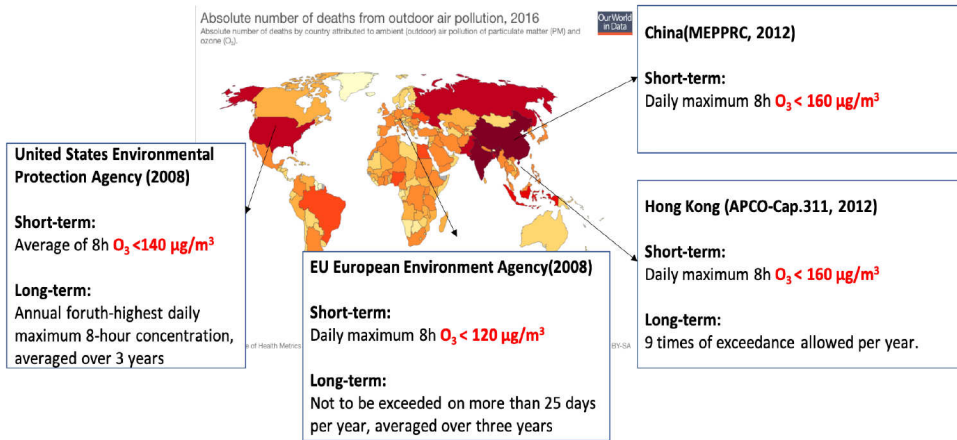 Absolute number of deaths from outdoor air pollution, 2016
Absolute number of deaths by country attributed to ambient (outdoor) air pollution of particulate matter (PM) and
ozone (O₃).
Our World
in Data
China(MEPPRC, 2012)
Short-term:
Daily maximum 8h O₃ < 160 µg/m³
United States Environmental
Protection Agency (2008)
Short-term:
Average of 8h O₃ <140 µg/m³
Long-term:
Annual foruth-highest daily
maximum 8-hour concentration,
averaged over 3 years
EU European Environment Agency(2008)
Short-term:
Daily maximum 8h O₃ < 120 µg/m³
Long-term:
Not to be exceeded on more than 25 days
per year, averaged over three years
Hong Kong (APCO-Cap.311, 2012)
Short-term:
Daily maximum 8h O₃ < 160 µg/m³
Long-term:
9 times of exceedance allowed per year.
of Health Metrics
BY-SA